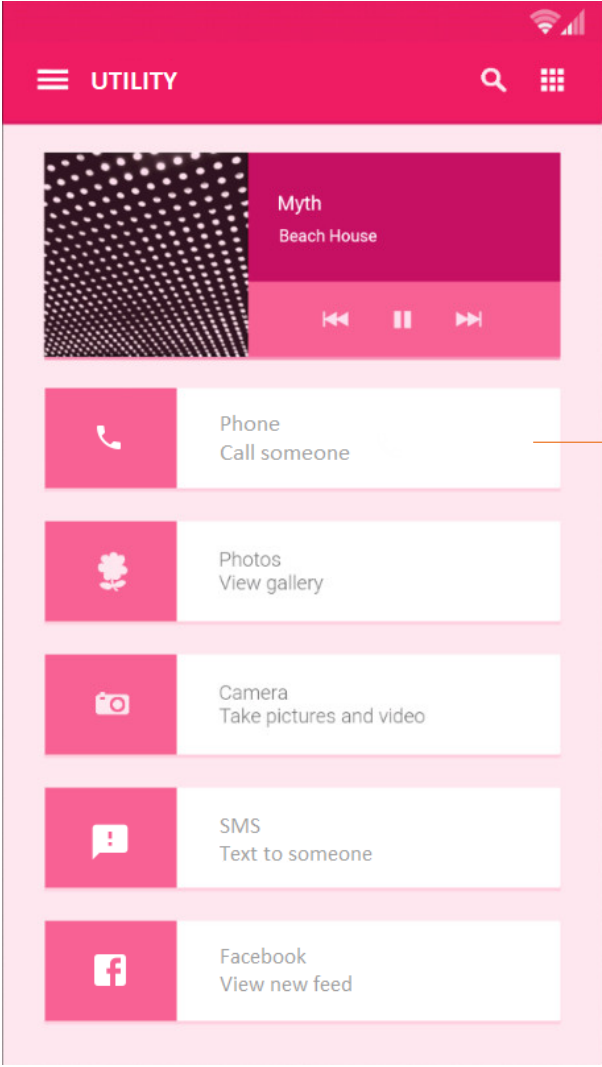 UTILITY
Myth
Beach House
Phone
Call someone
Photos
View gallery
Camera
Take pictures and video
SMS
Text to someone
Facebook
View new feed